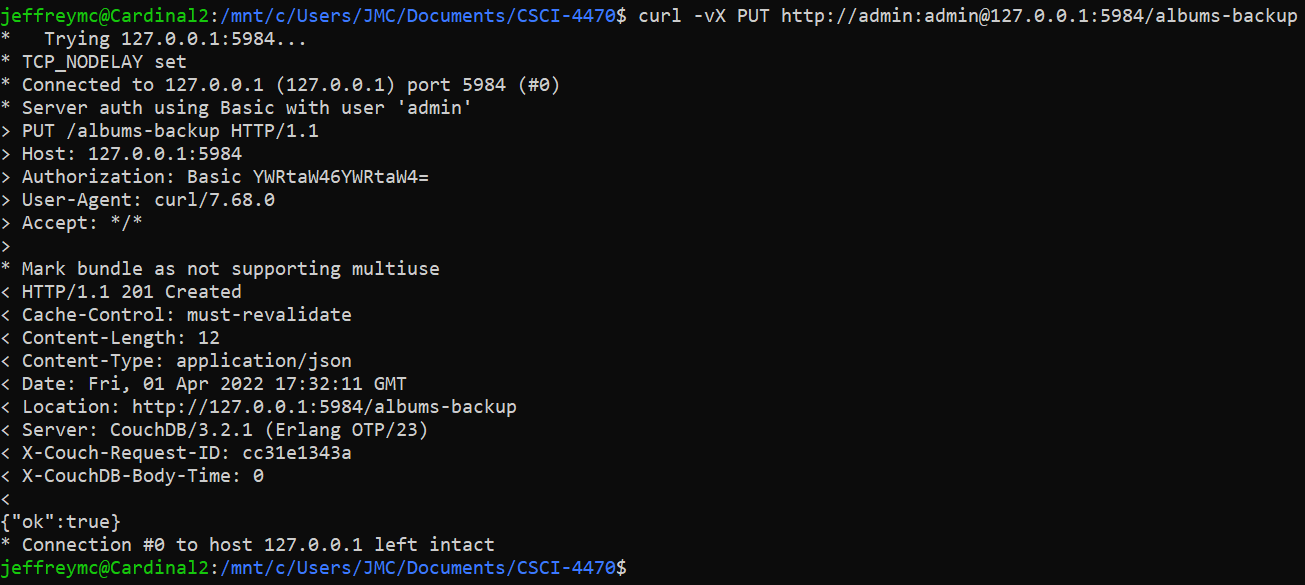 jeffreymc@Cardinal2:/mnt/c/Users/JMC/Documents/CSCI-4470$ curl -vX PUT http://admin:admin@127.0.0.1:5984/albums-backup
*   Trying 127.0.0.1:5984...
* TCP_NODELAY set
* Connected to 127.0.0.1 (127.0.0.1) port 5984 (#0)
* Server auth using Basic with user 'admin'
> PUT /albums-backup HTTP/1.1
> Host: 127.0.0.1:5984
> Authorization: Basic YWRtaW46YWRtaW4=
> User-Agent: curl/7.68.0
> Accept: */*
>
* Mark bundle as not supporting multiuse
< HTTP/1.1 201 Created
< Cache-Control: must-revalidate
< Content-Length: 12
< Content-Type: application/json
< Date: Fri, 01 Apr 2022 17:32:11 GMT
< Location: http://127.0.0.1:5984/albums-backup
< Server: CouchDB/3.2.1 (Erlang OTP/23)
< X-Couch-Request-ID: cc31e1343a
< X-CouchDB-Body-Time: 0
<
{"ok":true}
* Connection #0 to host 127.0.0.1 left intact
jeffreymc@Cardinal2:/mnt/c/Users/JMC/Documents/CSCI-4470$